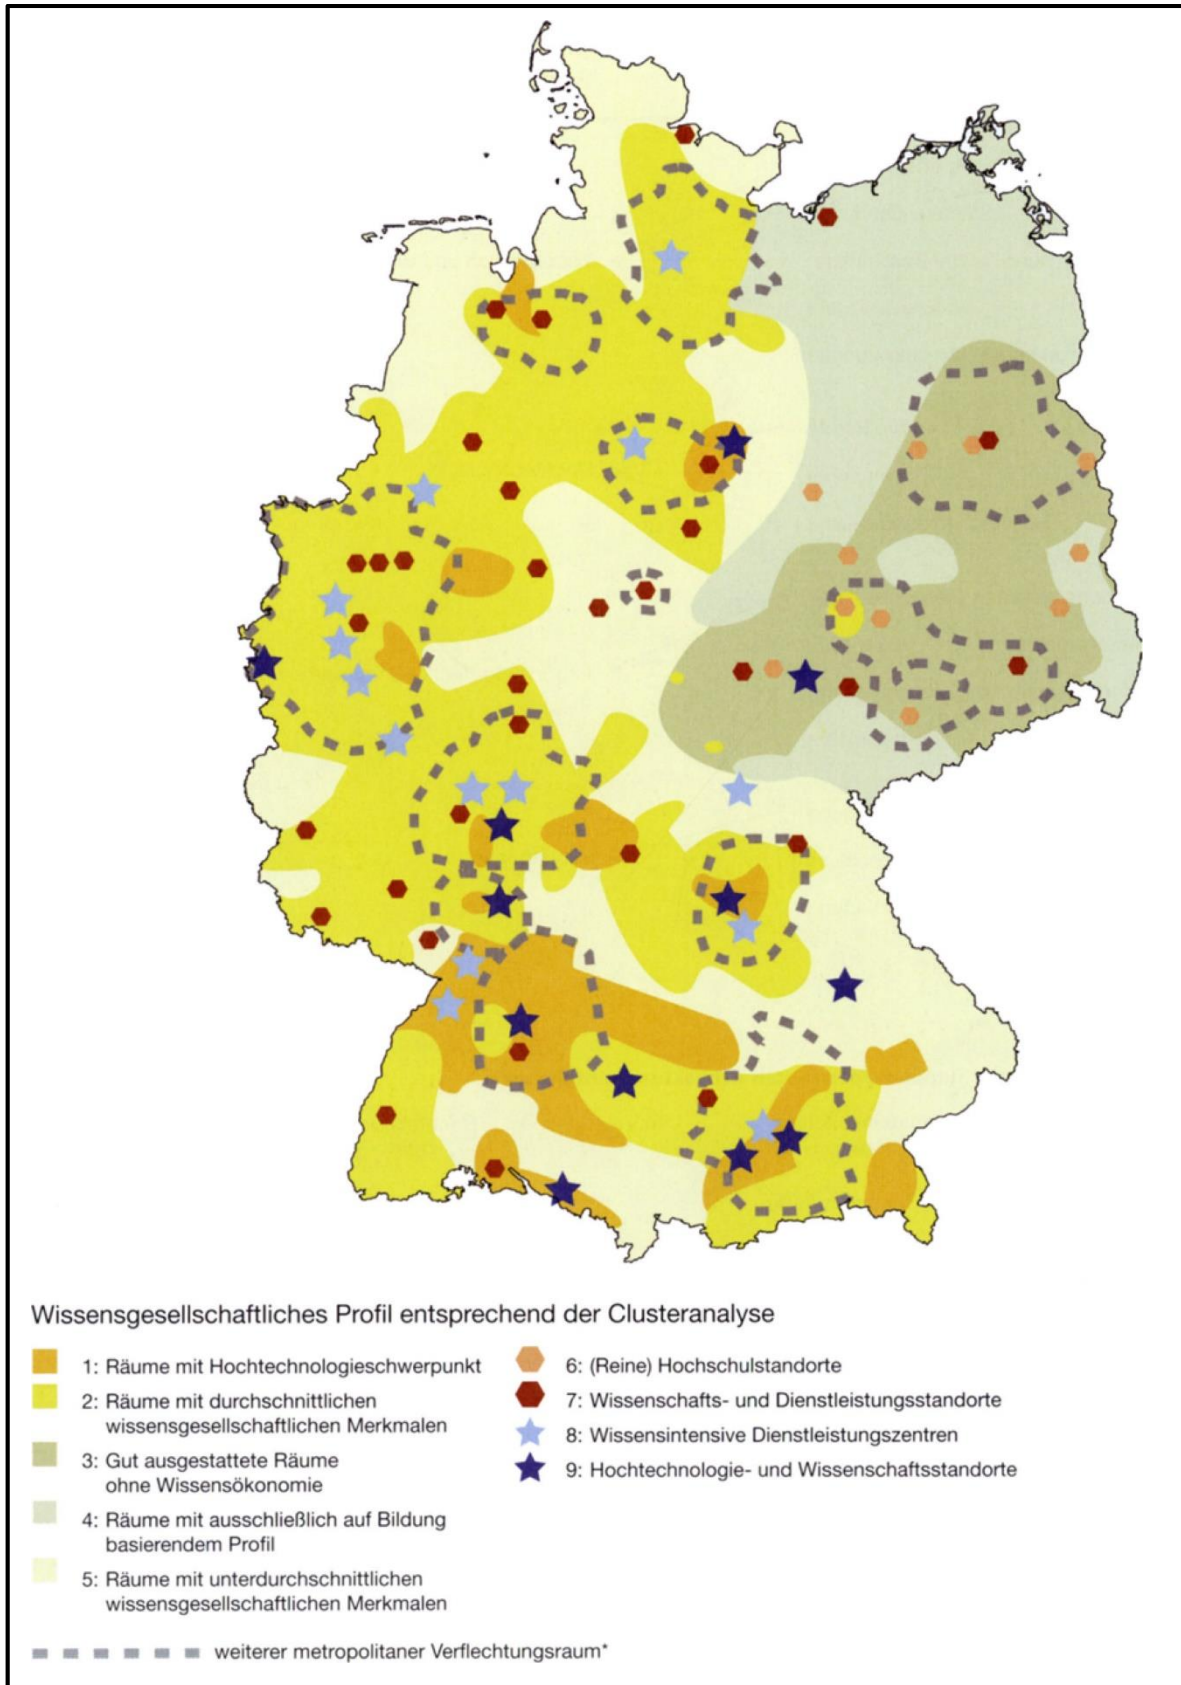 Wissensgesellschaftliches Profil entsprechend der Clusteranalyse
1: Räume mit Hochtechnologieschwerpunkt
2: Räume mit durchschnittlichen
wissensgesellschaftlichen Merkmalen
3: Gut ausgestattete Räume
ohne Wissensökonomie
4: Räume mit ausschließlich auf Bildung
basierendem Profil
5: Räume mit unterdurchschnittlichen
wissensgesellschaftlichen Merkmalen
6: (Reine) Hochschulstandorte
7: Wissenschafts- und Dienstleistungsstandorte
8: Wissensintensive Dienstleistungszentren
9: Hochtechnologie- und Wissenschaftsstandorte
weiterer metropolitaner Verflechtungsraum*